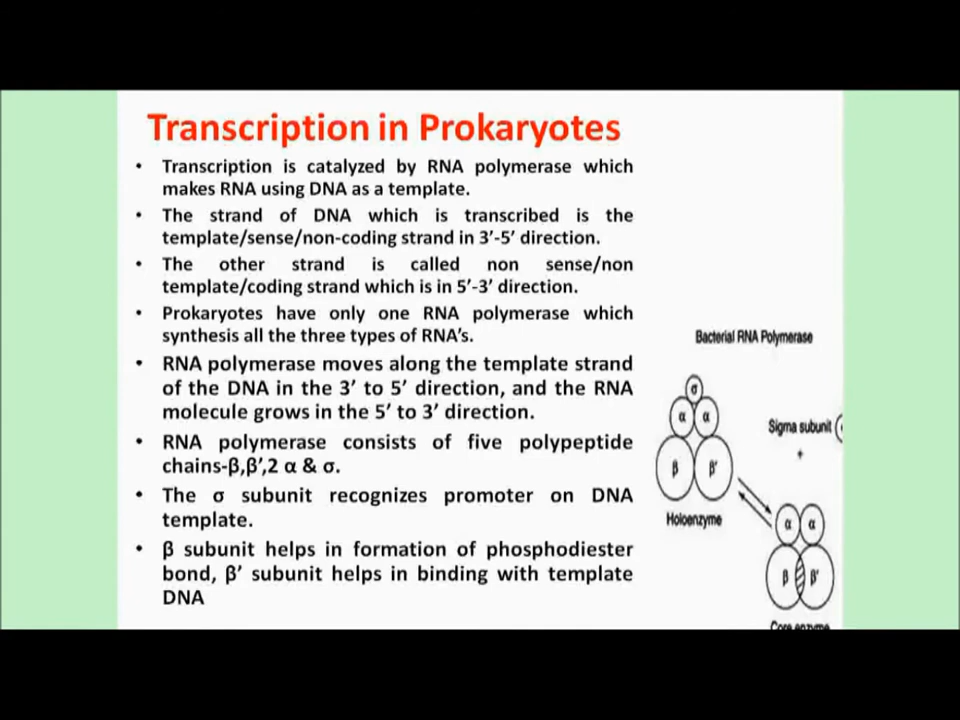 Transcription in Prokaryotes
• Transcription is catalyzed by RNA polymerase which
makes RNA using DNA as a template.
• The strand of DNA which is transcribed is the
template/sense/non-coding strand in 3’-5’ direction.
• The other strand is called non sense/non
template/coding strand which is in 5’-3’ direction.
• Prokaryotes have only one RNA polymerase which
synthesis all the three types of RNA’s.
• RNA polymerase moves along the template strand
of the DNA in the 3’ to 5’ direction, and the RNA
molecule grows in the 5’ to 3’ direction.
• RNA polymerase consists of five polypeptide
chains-β,β’,2 α & σ.
• The σ subunit recognizes promoter on DNA
template.
• β subunit helps in formation of phosphodiester
bond, β’ subunit helps in binding with template
DNA
Bacterial RNA Polymerase
σ
α α
β β'
Holoenzyme
Sigma subunit
+
α α
β β'
Core enzyme